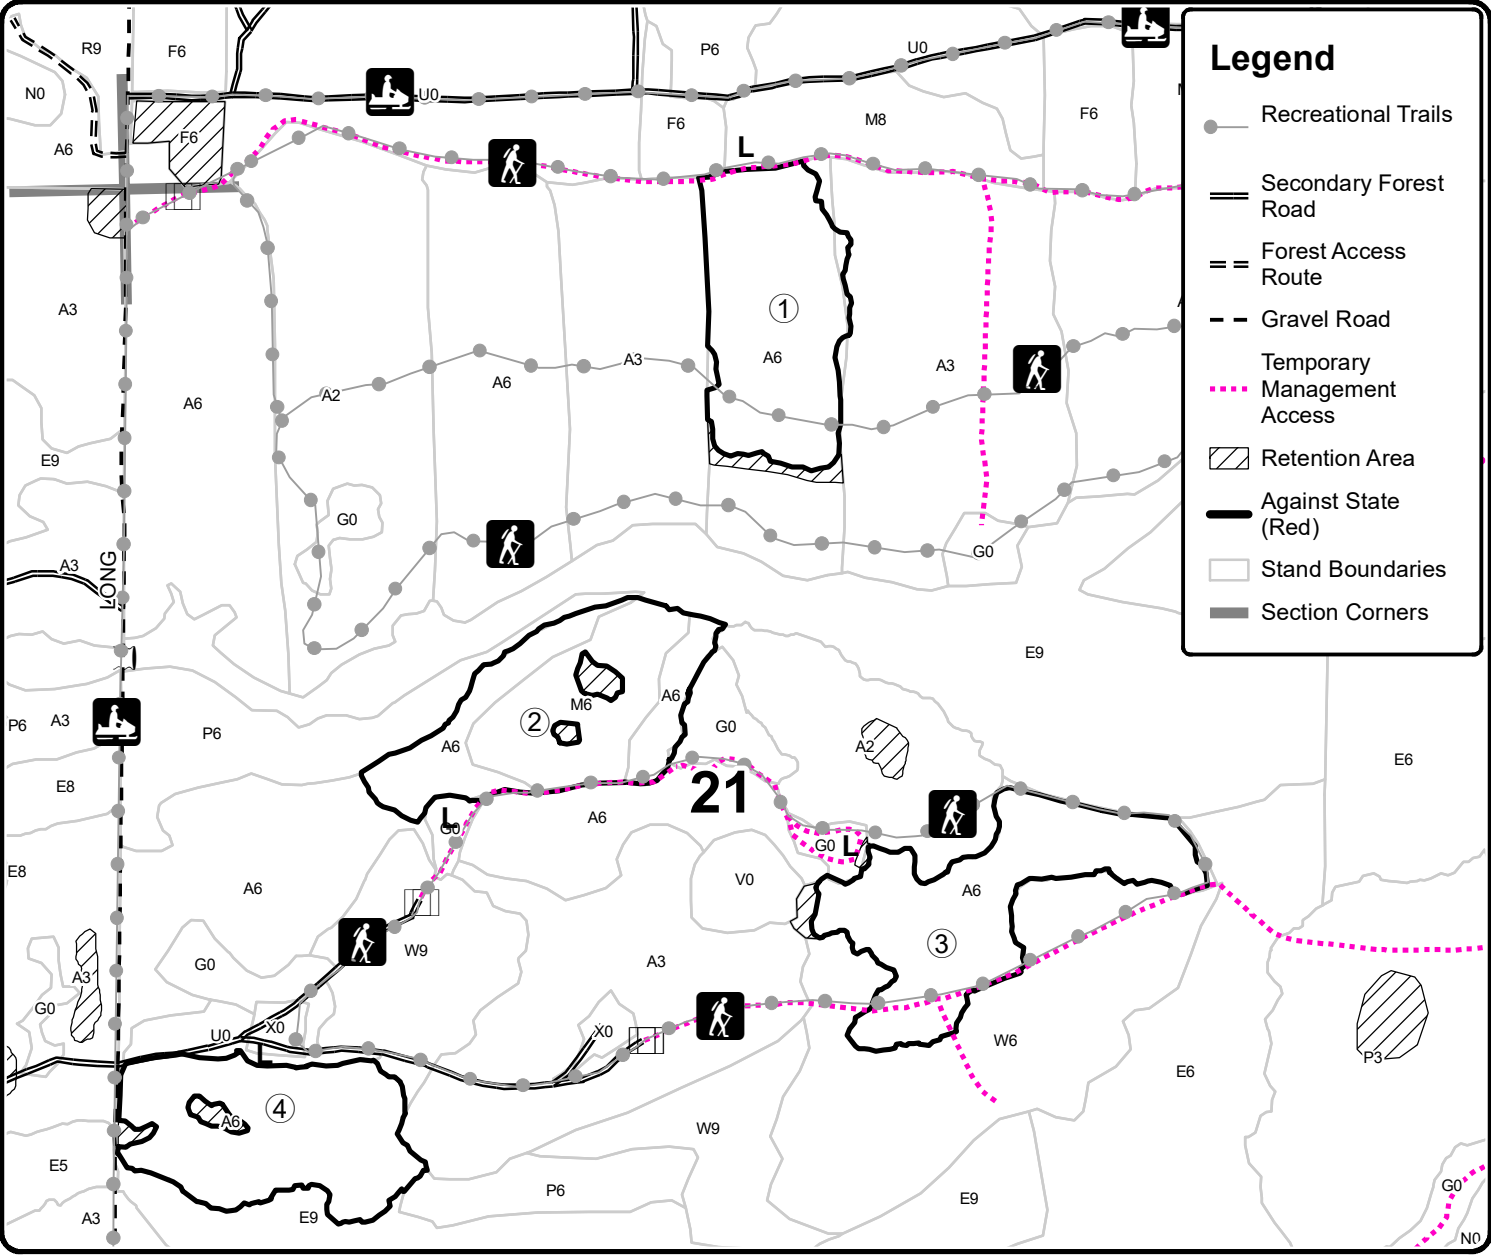 Legend
Recreational Trails
Secondary Forest
Road
Forest Access
Route
Gravel Road
Temporary
Management
Access
Retention Area
Against State
(Red)
Stand Boundaries
Section Corners
R9
F6
P6
U0
N0
U0
F6
F6
M8
F6
A6
L
A3
1
A6
A3
A3
A6
A2
A6
A3
E9
G0
G0
A3
LONG
E9
P6
A3
P6
2
M6
A6
A6
G0
A2
E6
E8
21
L
G0
A6
G0
L
E8
A6
V0
A6
W9
3
A3
G0
A3
G0
U0
X0
X0
L
W6
P3
E6
4
A6
W9
E5
P6
E9
A3
E9
G0
N0